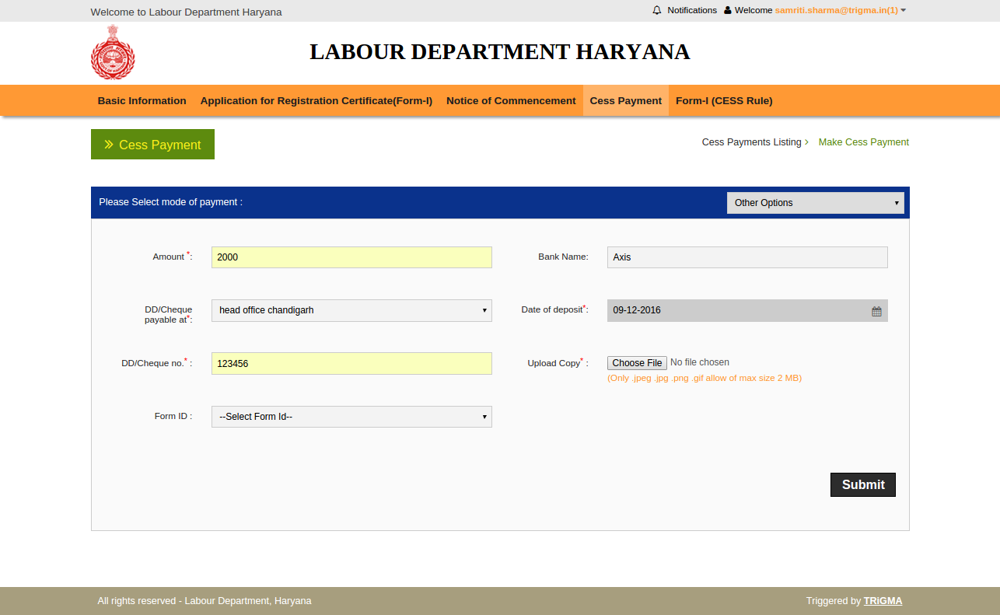 Welcome to Labour Department Haryana
Notifications Welcome samriti.sharma@trigma.in(1)
LABOUR DEPARTMENT HARYANA
Basic Information Application for Registration Certificate(Form-I) Notice of Commencement Cess Payment Form-I (CESS Rule)
Cess Payment
Cess Payments Listing Make Cess Payment
Please Select mode of payment : Other Options
Amount *: 2000 Bank Name: Axis
DD/Cheque payable at*: head office chandigarh Date of deposit*: 09-12-2016
DD/Cheque no.* : 123456 Upload Copy* : Choose File No file chosen
(Only .jpeg .jpg .png .gif allow of max size 2 MB)
Form ID : --Select Form Id--
Submit
All rights reserved - Labour Department, Haryana Triggered by TRiGMA